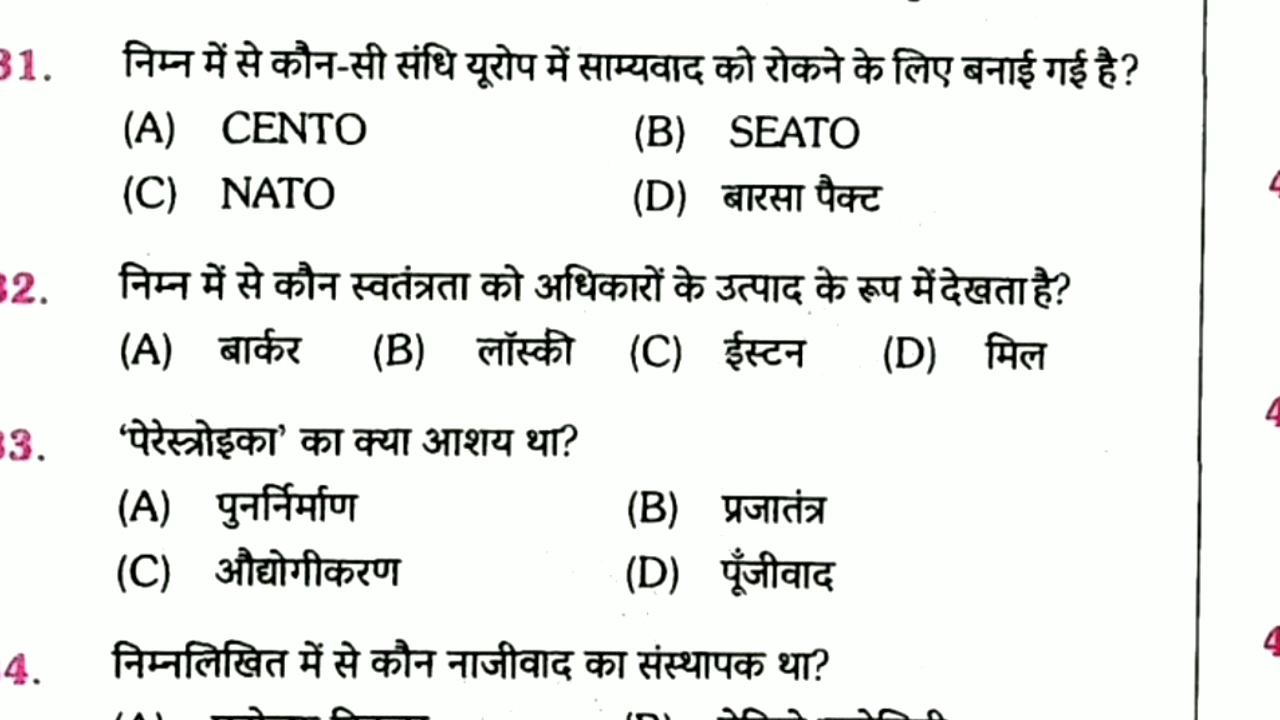 31. निम्न में से कौन-सी संधि यूरोप में साम्यवाद को रोकने के लिए बनाई गई है?
(A) CENTO (B) SEATO
(C) NATO (D) बारसा पैक्ट
32. निम्न में से कौन स्वतंत्रता को अधिकारों के उत्पाद के रूप में देखता है?
(A) बार्कर (B) लॉस्की (C) ईस्टन (D) मिल
33. ‘पेरेस्त्रोइका’ का क्या आशय था?
(A) पुनर्निर्माण (B) प्रजातंत्र
(C) औद्योगीकरण (D) पूँजीवाद
4. निम्नलिखित में से कौन नाजीवाद का संस्थापक था?